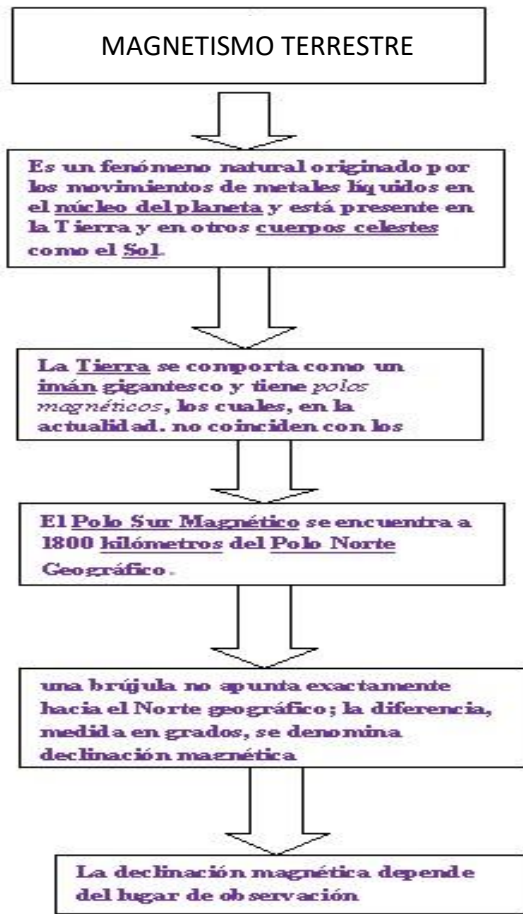 MAGNETISMO TERRESTRE
Es un fenómeno natural originado por
los movimientos de metales líquidos en
el núcleo del planeta y está presente en
la Tierra y en otros cuerpos celestes
como el Sol.
La Tierra se comporta como un
imán gigantesco y tiene polos
magnéticos, los cuales, en la
actualidad. no coinciden con los
El Polo Sur Magnético se encuentra a
1800 kilómetros del Polo Norte
Geográfico.
una brújula no apunta exactamente
hacia el Norte geográfico; la diferencia,
medida en grados, se denomina
declinación magnética
La declinación magnética depende
del lugar de observación